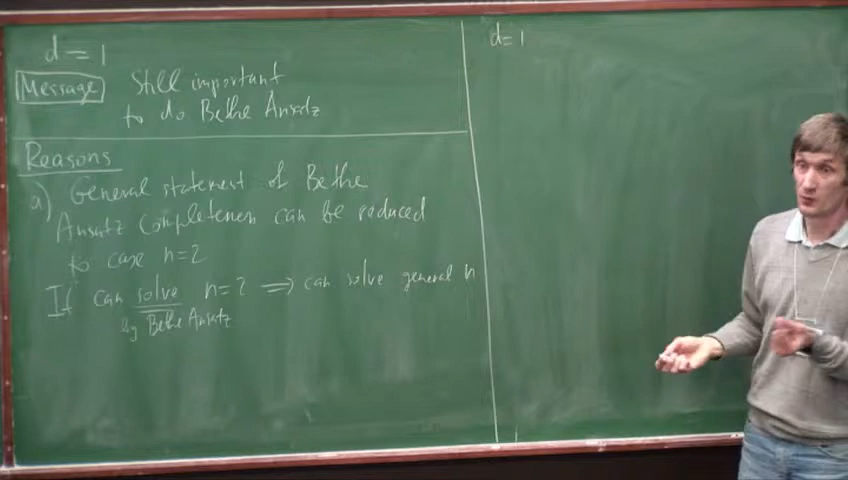 d = 1
Message Still important
to do Bethe Ansatz
Reasons
a) General statement of Bethe
Ansatz completeness can be reduced
to case n=2
If can solve n=2 ⟹ can solve general n
by Bethe Ansatz
d=1